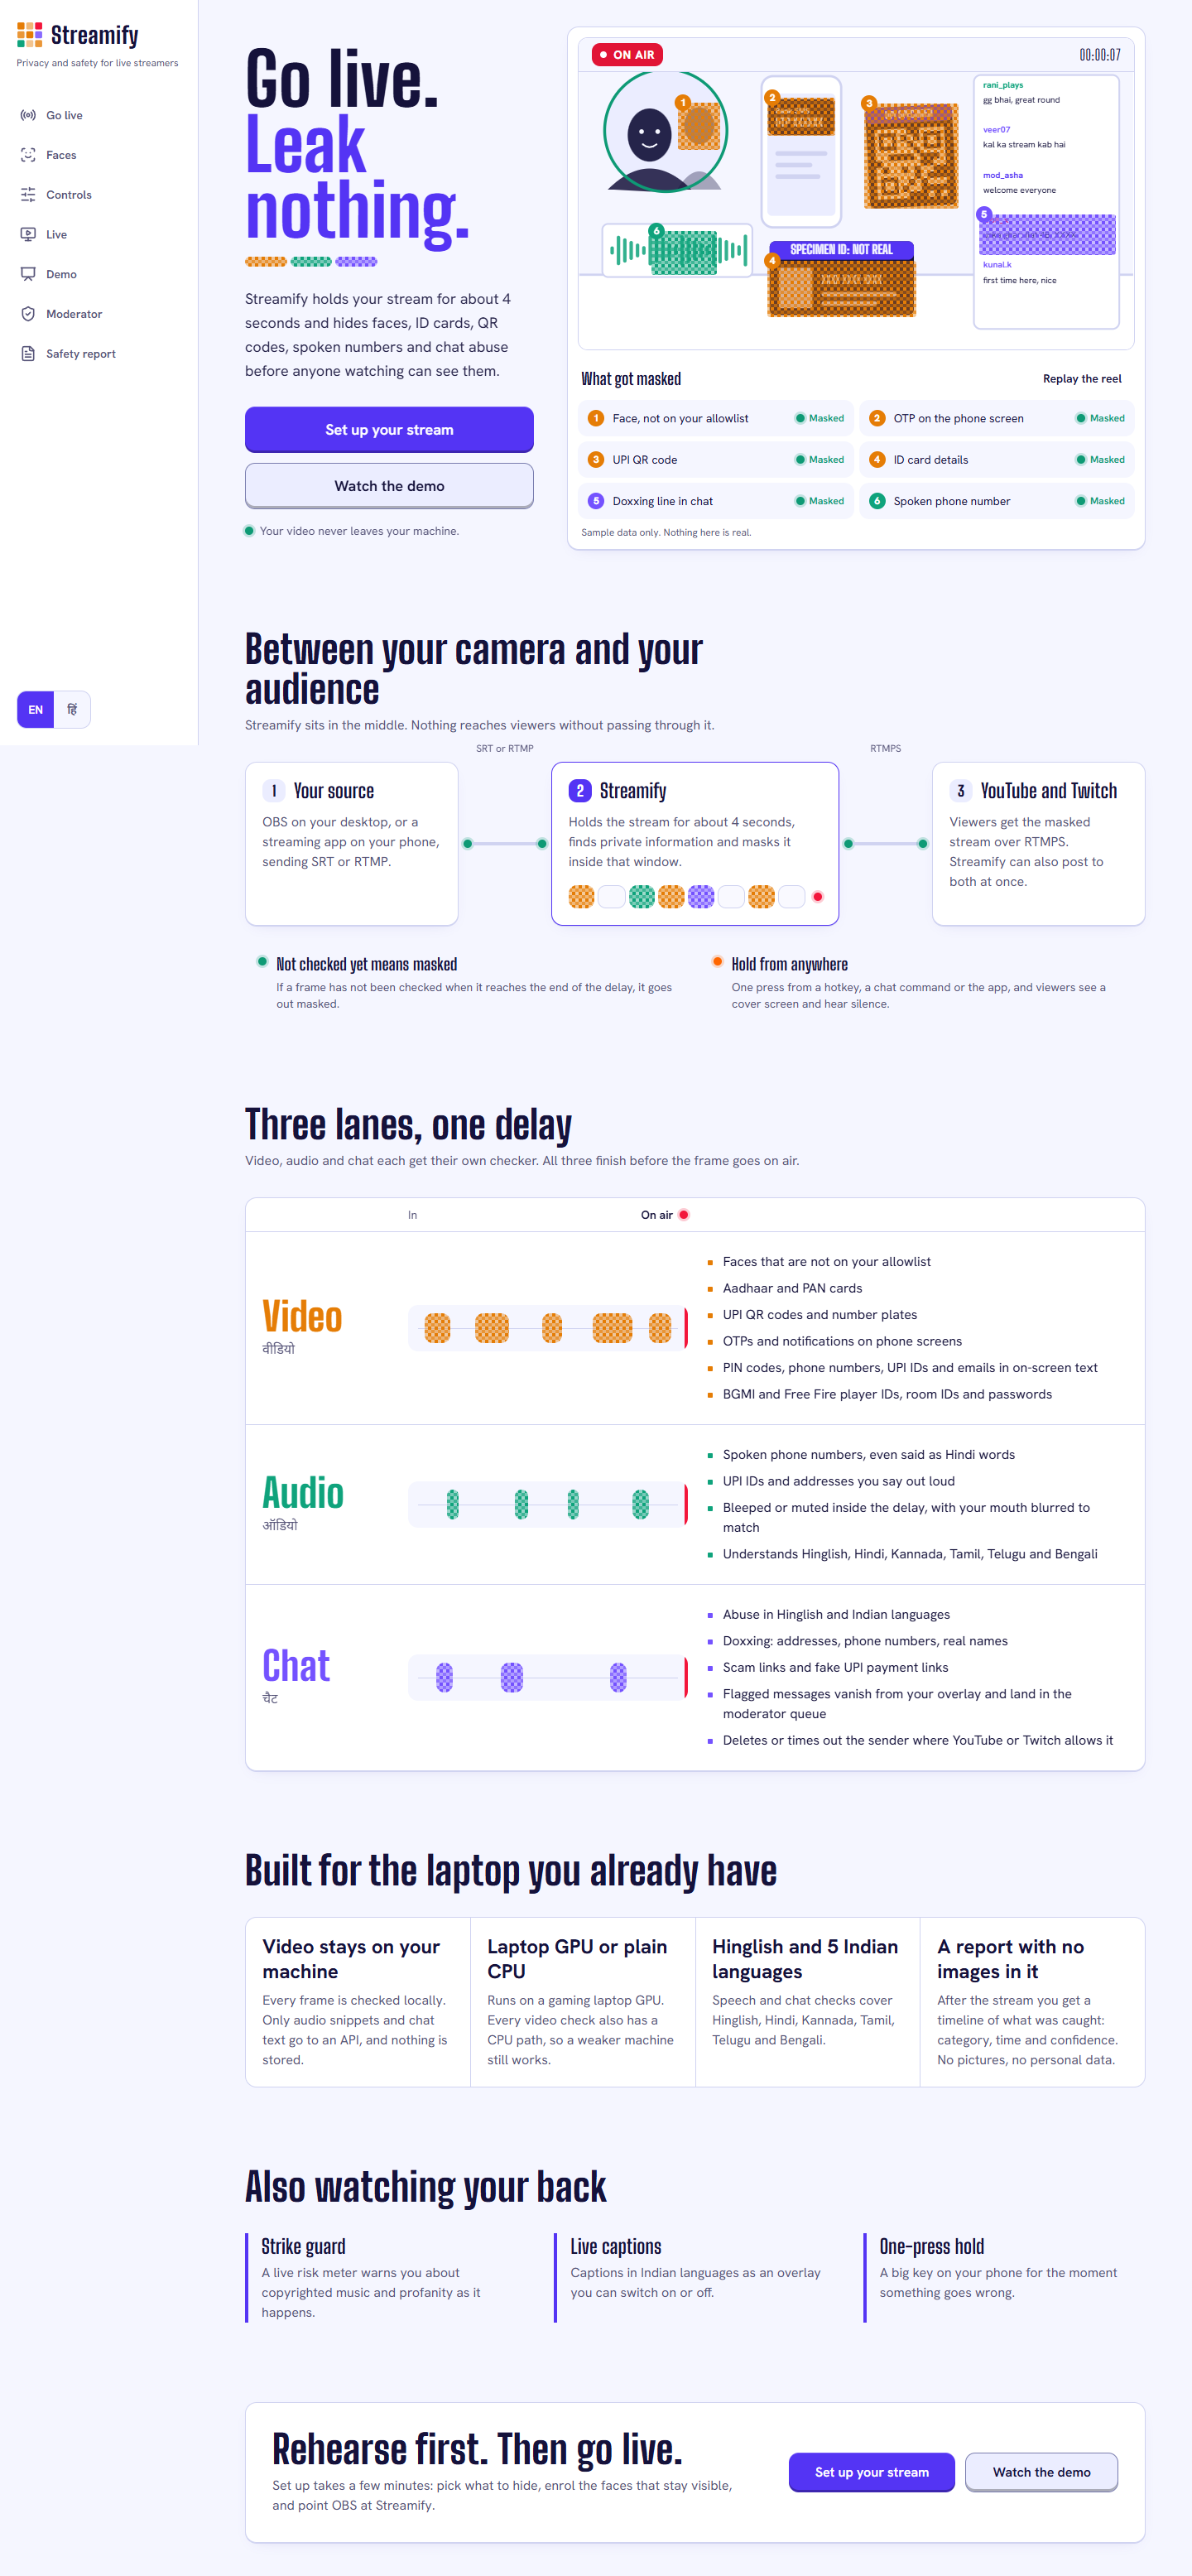 Streamify
Privacy and safety for live streamers
Go live
Faces
Controls
Live
Demo
Moderator
Safety report
EN
हिं
Go live.
Leak
nothing.
Streamify holds your stream for about 4
seconds and hides faces, ID cards, QR
codes, spoken numbers and chat abuse
before anyone watching can see them.
Set up your stream
Watch the demo
Your video never leaves your machine.
ON AIR
00:00:07
1
2
3
rani_plays
gg bhai, great round
veer07
kal ka stream kab hai
mod_asha
welcome everyone
5
kunal.k
first time here, nice
6
SPECIMEN ID: NOT REAL
4
What got masked
Replay the reel
1 Face, not on your allowlist Masked
2 OTP on the phone screen Masked
3 UPI QR code Masked
4 ID card details Masked
5 Doxxing line in chat Masked
6 Spoken phone number Masked
Sample data only. Nothing here is real.
Between your camera and your
audience
Streamify sits in the middle. Nothing reaches viewers without passing through it.
SRT or RTMP
RTMPS
1 Your source
OBS on your desktop, or a
streaming app on your phone,
sending SRT or RTMP.
2 Streamify
Holds the stream for about 4 seconds,
finds private information and masks it
inside that window.
3 YouTube and Twitch
Viewers get the masked
stream over RTMPS.
Streamify can also post to
both at once.
Not checked yet means masked
If a frame has not been checked when it reaches the end of the delay, it goes
out masked.
Hold from anywhere
One press from a hotkey, a chat command or the app, and viewers see a
cover screen and hear silence.
Three lanes, one delay
Video, audio and chat each get their own checker. All three finish before the frame goes on air.
In
On air
Video
वीडियो
Faces that are not on your allowlist
Aadhaar and PAN cards
UPI QR codes and number plates
OTPs and notifications on phone screens
PIN codes, phone numbers, UPI IDs and emails in on-screen text
BGMI and Free Fire player IDs, room IDs and passwords
Audio
ऑडियो
Spoken phone numbers, even said as Hindi words
UPI IDs and addresses you say out loud
Bleeped or muted inside the delay, with your mouth blurred to
match
Understands Hinglish, Hindi, Kannada, Tamil, Telugu and Bengali
Chat
चैट
Abuse in Hinglish and Indian languages
Doxxing: addresses, phone numbers, real names
Scam links and fake UPI payment links
Flagged messages vanish from your overlay and land in the
moderator queue
Deletes or times out the sender where YouTube or Twitch allows it
Built for the laptop you already have
Video stays on your
machine
Every frame is checked locally.
Only audio snippets and chat
text go to an API, and nothing is
stored.
Laptop GPU or plain
CPU
Runs on a gaming laptop GPU.
Every video check also has a
CPU path, so a weaker machine
still works.
Hinglish and 5 Indian
languages
Speech and chat checks cover
Hinglish, Hindi, Kannada, Tamil,
Telugu and Bengali.
A report with no
images in it
After the stream you get a
timeline of what was caught:
category, time and confidence.
No pictures, no personal data.
Also watching your back
Strike guard
A live risk meter warns you about
copyrighted music and profanity as it
happens.
Live captions
Captions in Indian languages as an overlay
you can switch on or off.
One-press hold
A big key on your phone for the moment
something goes wrong.
Rehearse first. Then go live.
Set up takes a few minutes: pick what to hide, enrol the faces that stay visible,
and point OBS at Streamify.
Set up your stream
Watch the demo